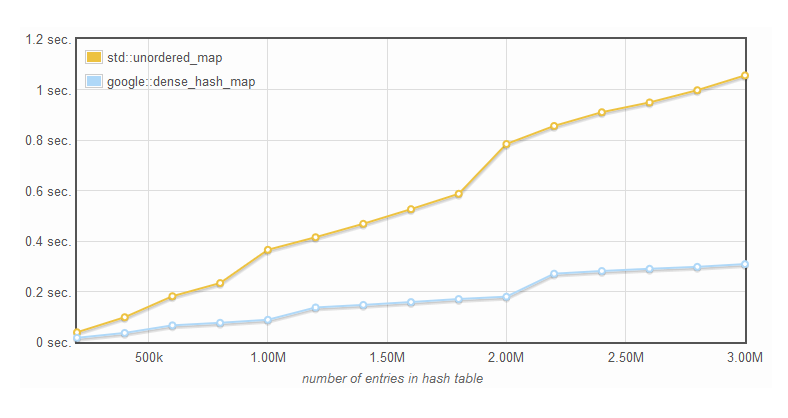 1.2 sec.
std::unordered_map
google::dense_hash_map
1 sec.
0.8 sec.
0.6 sec.
0.4 sec.
0.2 sec.
0 sec.
500k 1.00M 1.50M 2.00M 2.50M 3.00M
number of entries in hash table